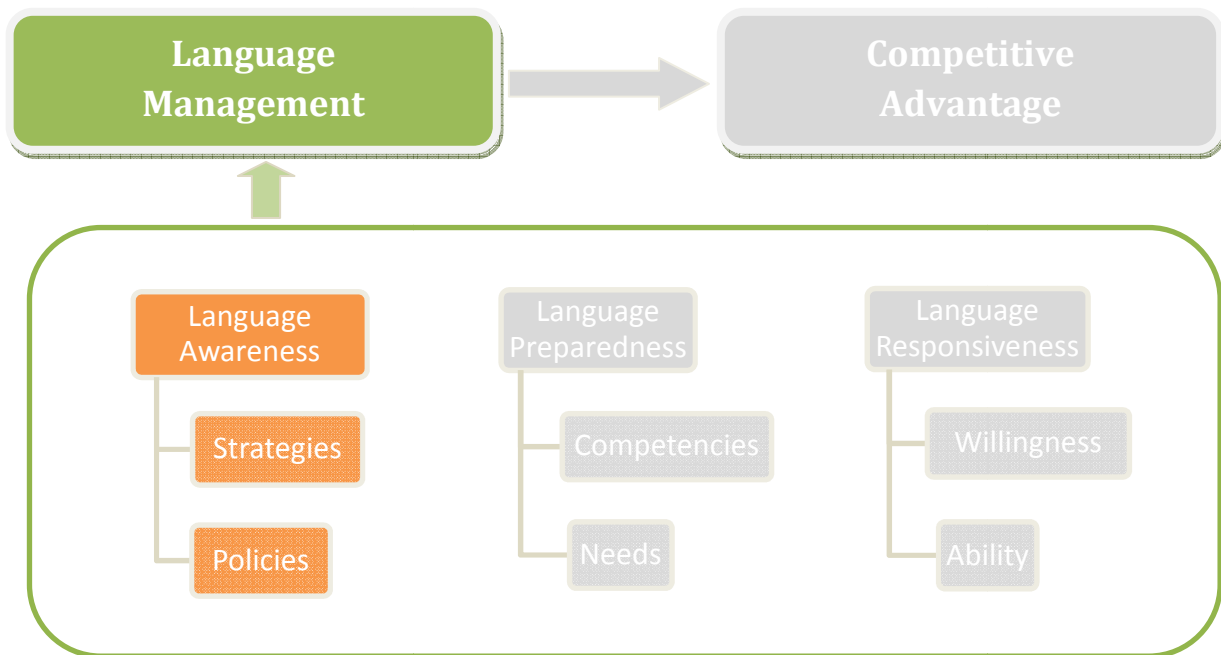 Language
Management
Competitive
Advantage
Language
Awareness
Strategies
Policies
Language
Preparedness
Competencies
Needs
Language
Responsiveness
Willingness
Ability